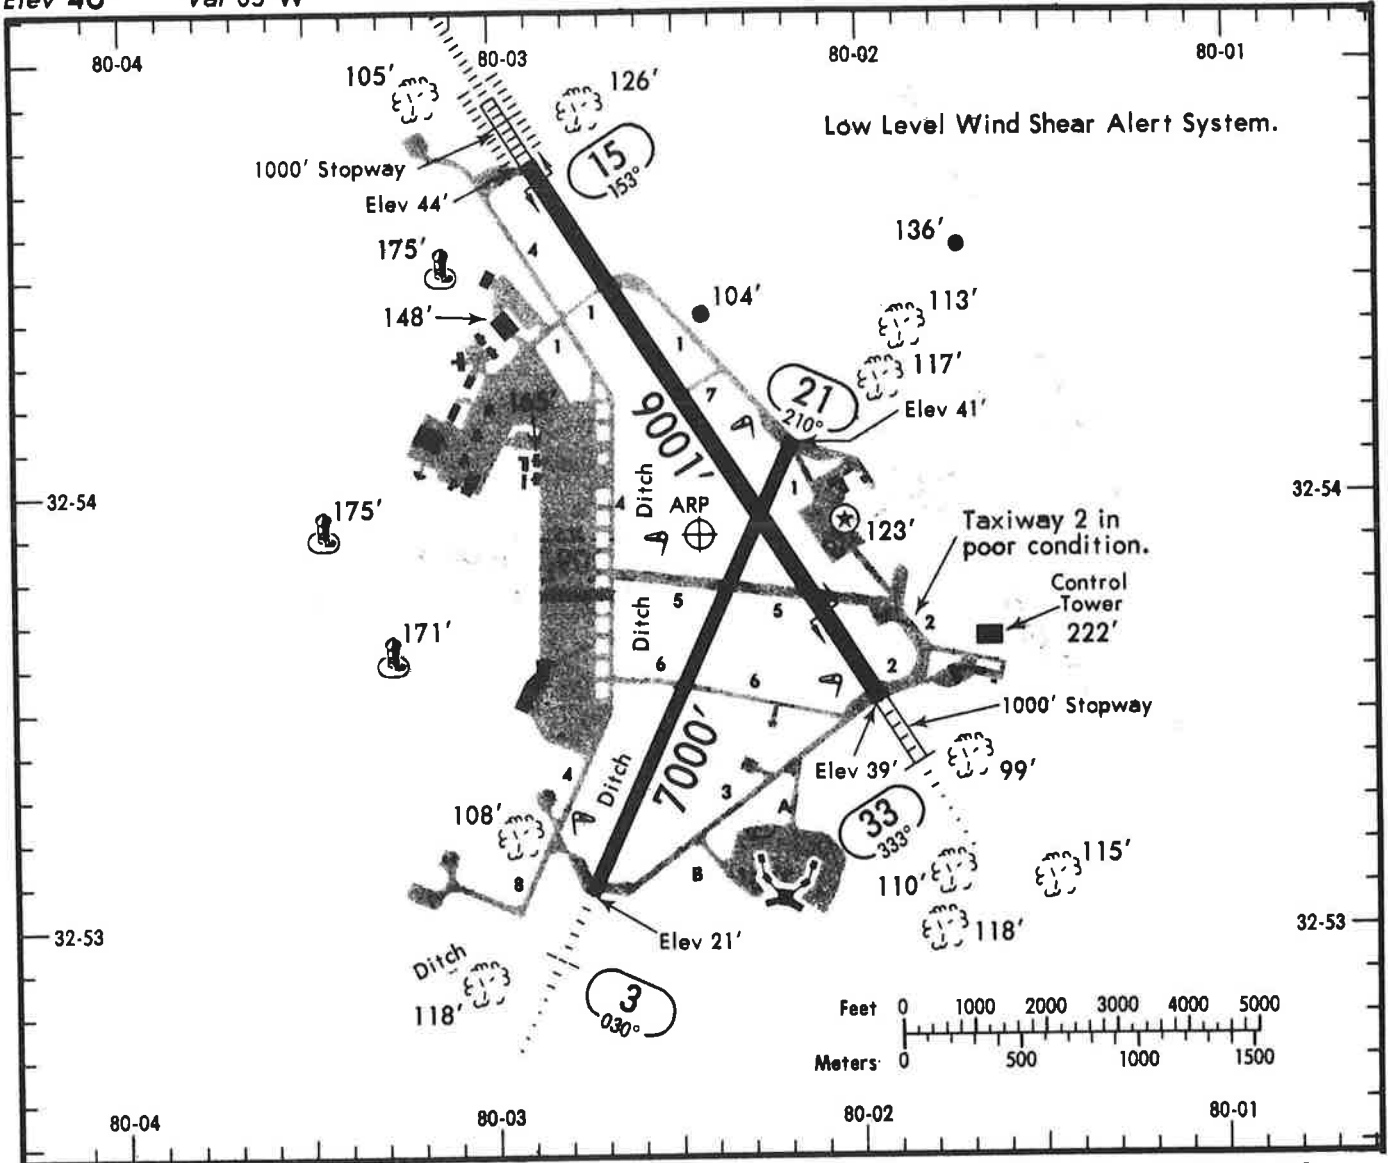 Elev 46 Var 05°W
80-04
80-03
80-02
80-01
105'
126'
Low Level Wind Shear Alert System.
1000' Stopway
15
153°
Elev 44'
136'
175'
4
104'
113'
148'
1
1
1
117'
7
21
210°
Elev 41'
9001'
Ditch
1
32-54
32-54
4
ARP
175'
123'
Taxiway 2 in
poor condition.
Control
Tower
222'
5
5
2
Ditch
171'
6
6
2
1000' Stopway
7000'
Elev 39'
99'
4
Ditch
3
A
33
333°
108'
115'
8
B
110'
118'
32-53
32-53
Elev 21'
Ditch
118'
3
030°
Feet 0 1000 2000 3000 4000 5000
Meters 0 500 1000 1500
80-04
80-03
80-02
80-01